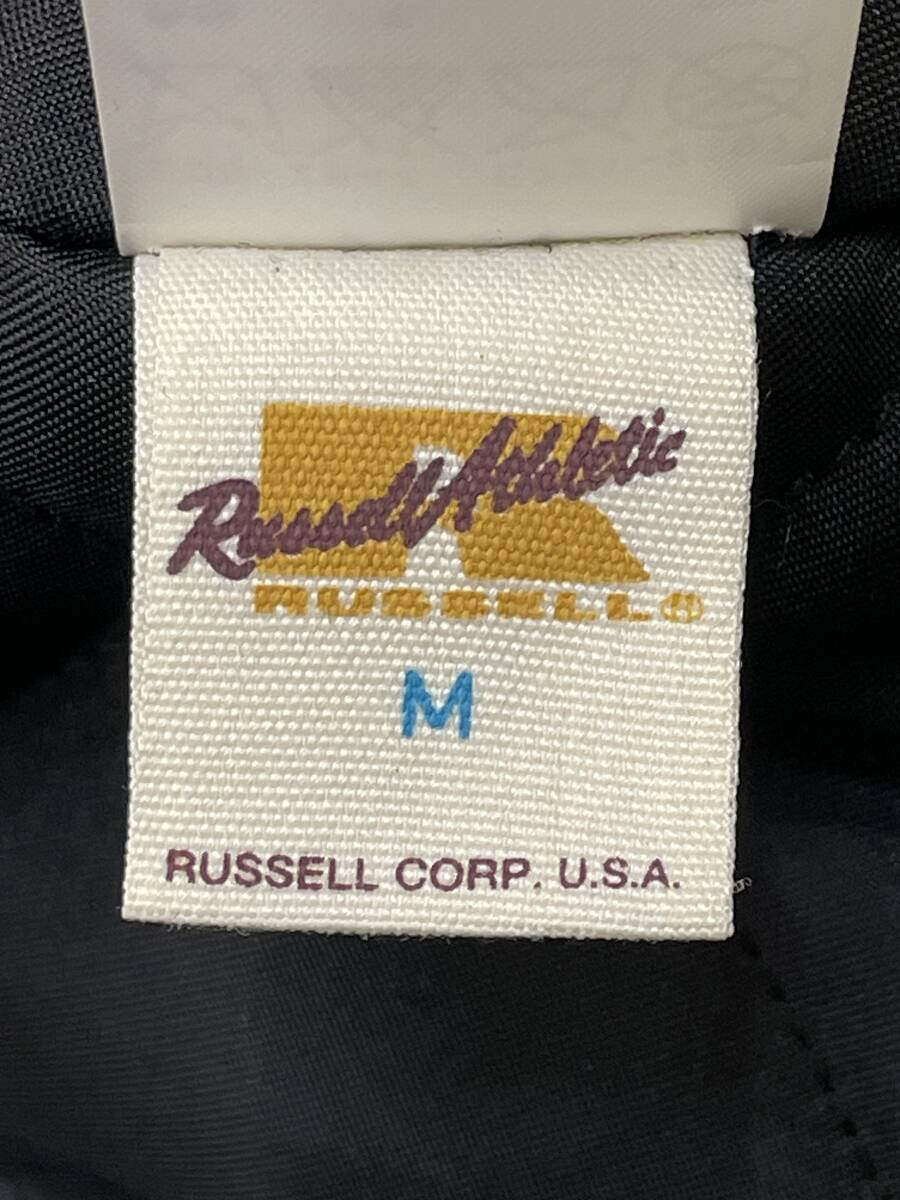 Russell Athletic
RUSSELL®
M
RUSSELL CORP. U.S.A.